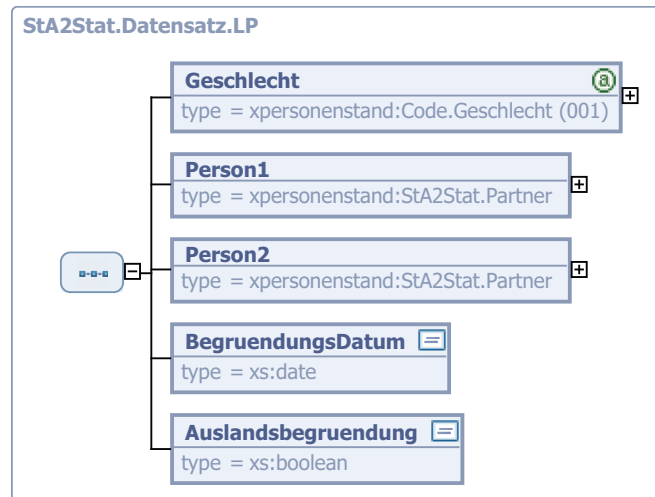 StA2Stat.Datensatz.LP
Geschlecht
type = xpersonenstand:Code.Geschlecht (001)
Person1
type = xpersonenstand:StA2Stat.Partner
Person2
type = xpersonenstand:StA2Stat.Partner
BegruendungsDatum
type = xs:date
Auslandsbegruendung
type = xs:boolean